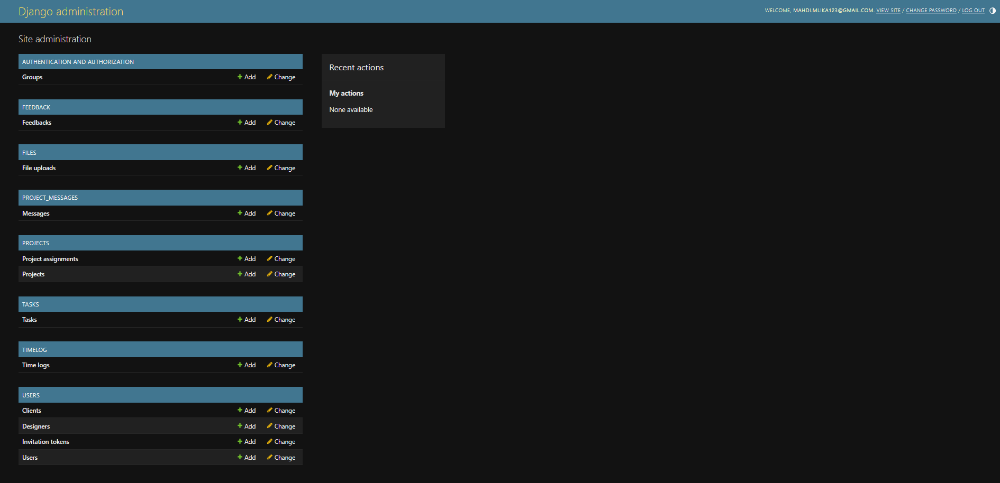 Django administration
WELCOME, MAHDI.MLIKA123@GMAIL.COM. VIEW SITE / CHANGE PASSWORD / LOG OUT
Site administration
AUTHENTICATION AND AUTHORIZATION
Groups Add Change
FEEDBACK
Feedbacks Add Change
FILES
File uploads Add Change
PROJECT_MESSAGES
Messages Add Change
PROJECTS
Project assignments Add Change
Projects Add Change
TASKS
Tasks Add Change
TIMELOG
Time logs Add Change
USERS
Clients Add Change
Designers Add Change
Invitation tokens Add Change
Users Add Change
Recent actions
My actions
None available